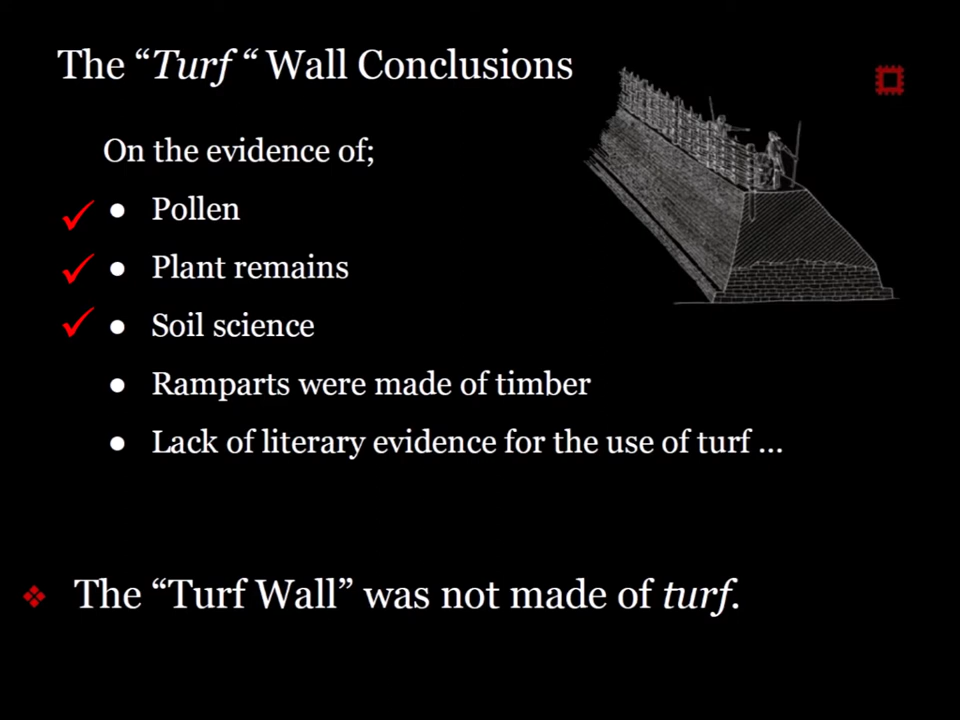 The “Turf “ Wall Conclusions
On the evidence of;
● Pollen
● Plant remains
● Soil science
● Ramparts were made of timber
● Lack of literary evidence for the use of turf ...
❖ The “Turf Wall” was not made of turf.